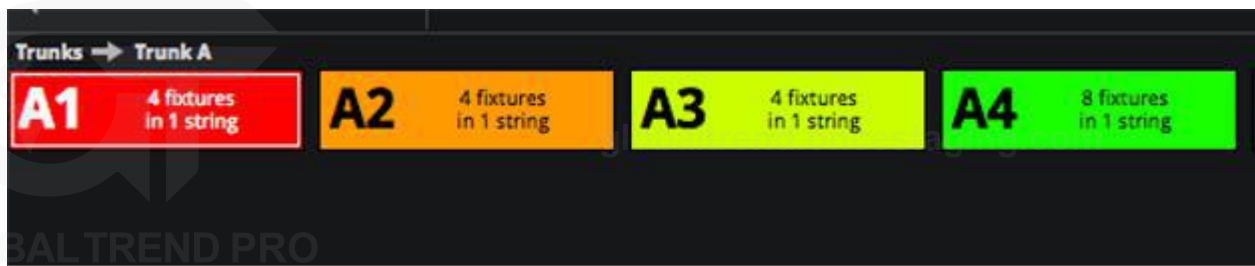 Trunks → Trunk A
A1
4 fixtures
in 1 string
A2
4 fixtures
in 1 string
A3
4 fixtures
in 1 string
A4
8 fixtures
in 1 string
BAL TREND PRO